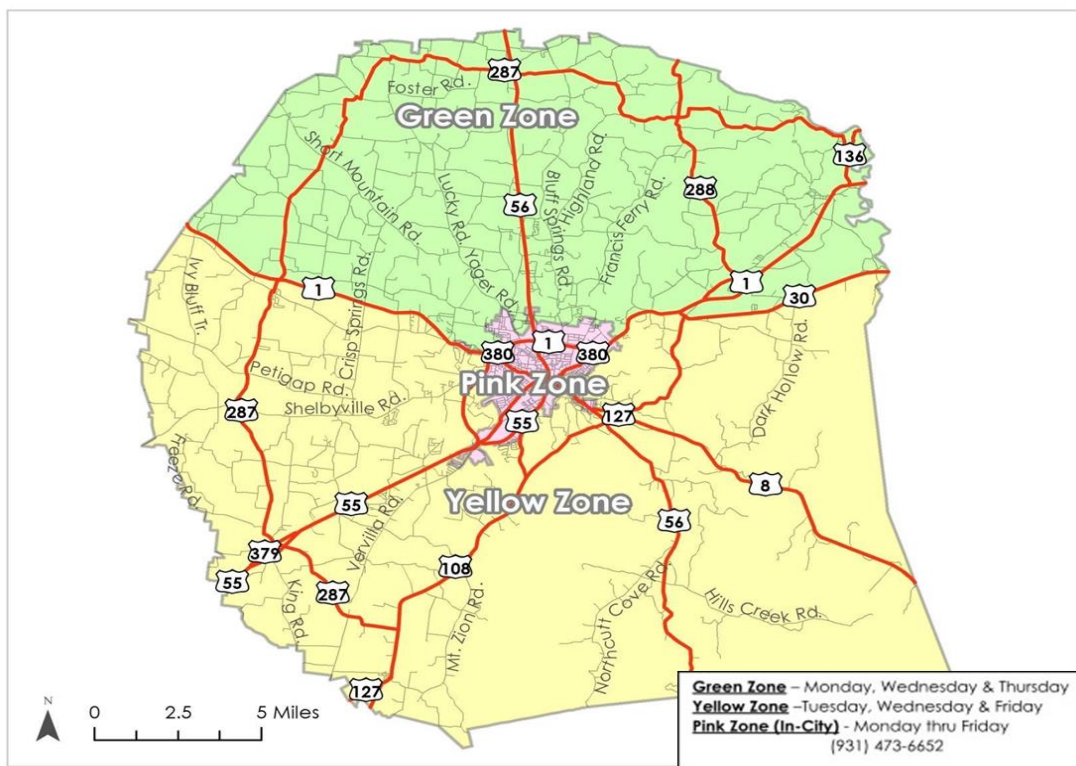 287
Foster Rd.
Green Zone
136
Short Mountain Rd.
Lucky Rd.
Yager Rd.
56
Bluff Springs Rd.
Highland Rd.
Francis Ferry Rd.
288
Ivy Bluff Tr.
1
Crisp Springs Rd.
1
30
380
1
380
Petigap Rd.
Pink Zone
Dark Hollow Rd.
287
Shelbyville Rd.
55
127
Freeze Rd.
55
Yellow Zone
8
Vervilla Rd.
56
379
55
287
King Rd.
108
Mt. Zion Rd.
Northcutt Cove Rd.
Hills Creek Rd.
127
N
0 2.5 5 Miles
Green Zone – Monday, Wednesday & Thursday
Yellow Zone –Tuesday, Wednesday & Friday
Pink Zone (In-City) - Monday thru Friday
(931) 473-6652